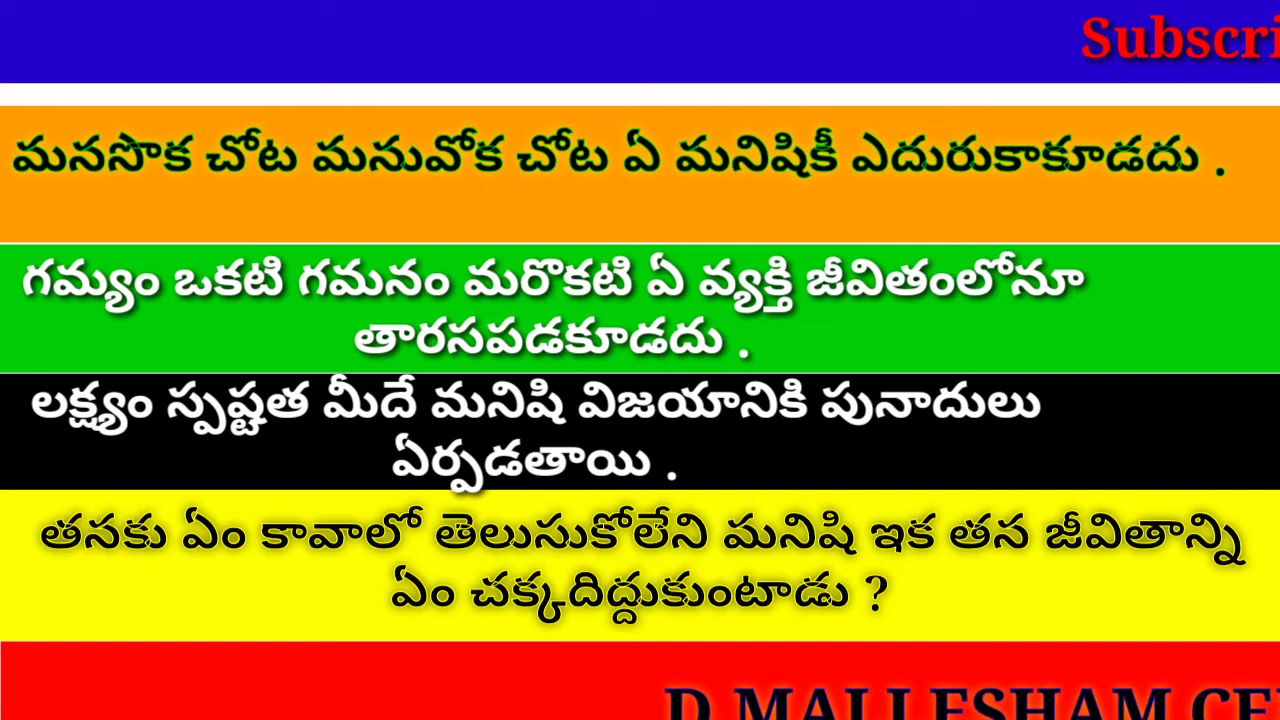 Subscri
మనసొక చోట మనువోక చోట ఏ మనిషికీ ఎదురుకాకూడదు .
గమ్యం ఒకటి గమనం మరొకటి ఏ వ్యక్తి జీవితంలోనూ
తారసపడకూడదు .
లక్ష్యం స్పష్టత మీదే మనిషి విజయానికి పునాదులు
ఏర్పడతాయి .
తనకు ఏం కావాలో తెలుసుకోలేని మనిషి ఇక తన జీవితాన్ని
ఏం చక్కదిద్దుకుంటాడు ?
D MALLESHAM CE